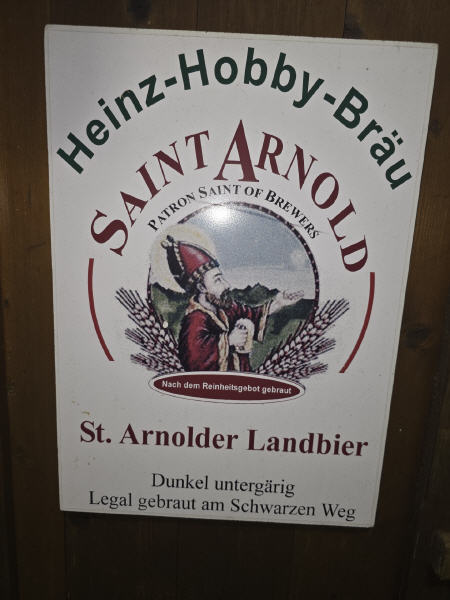 Heinz-Hobby-Bräu
SAINT ARNOLD
PATRON SAINT OF BREWERS
Nach dem Reinheitsgebot gebraut
St. Arnolder Landbier
Dunkel untergärig
Legal gebraut am Schwarzen Weg